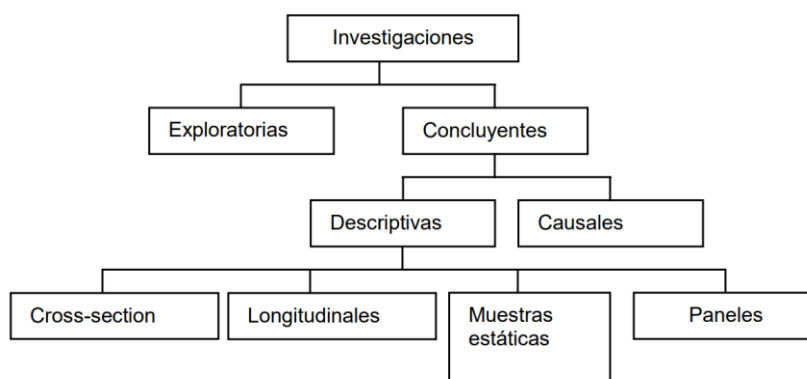 Investigaciones
Exploratorias
Concluyentes
Descriptivas
Causales
Cross-section
Longitudinales
Muestras
estáticas
Paneles